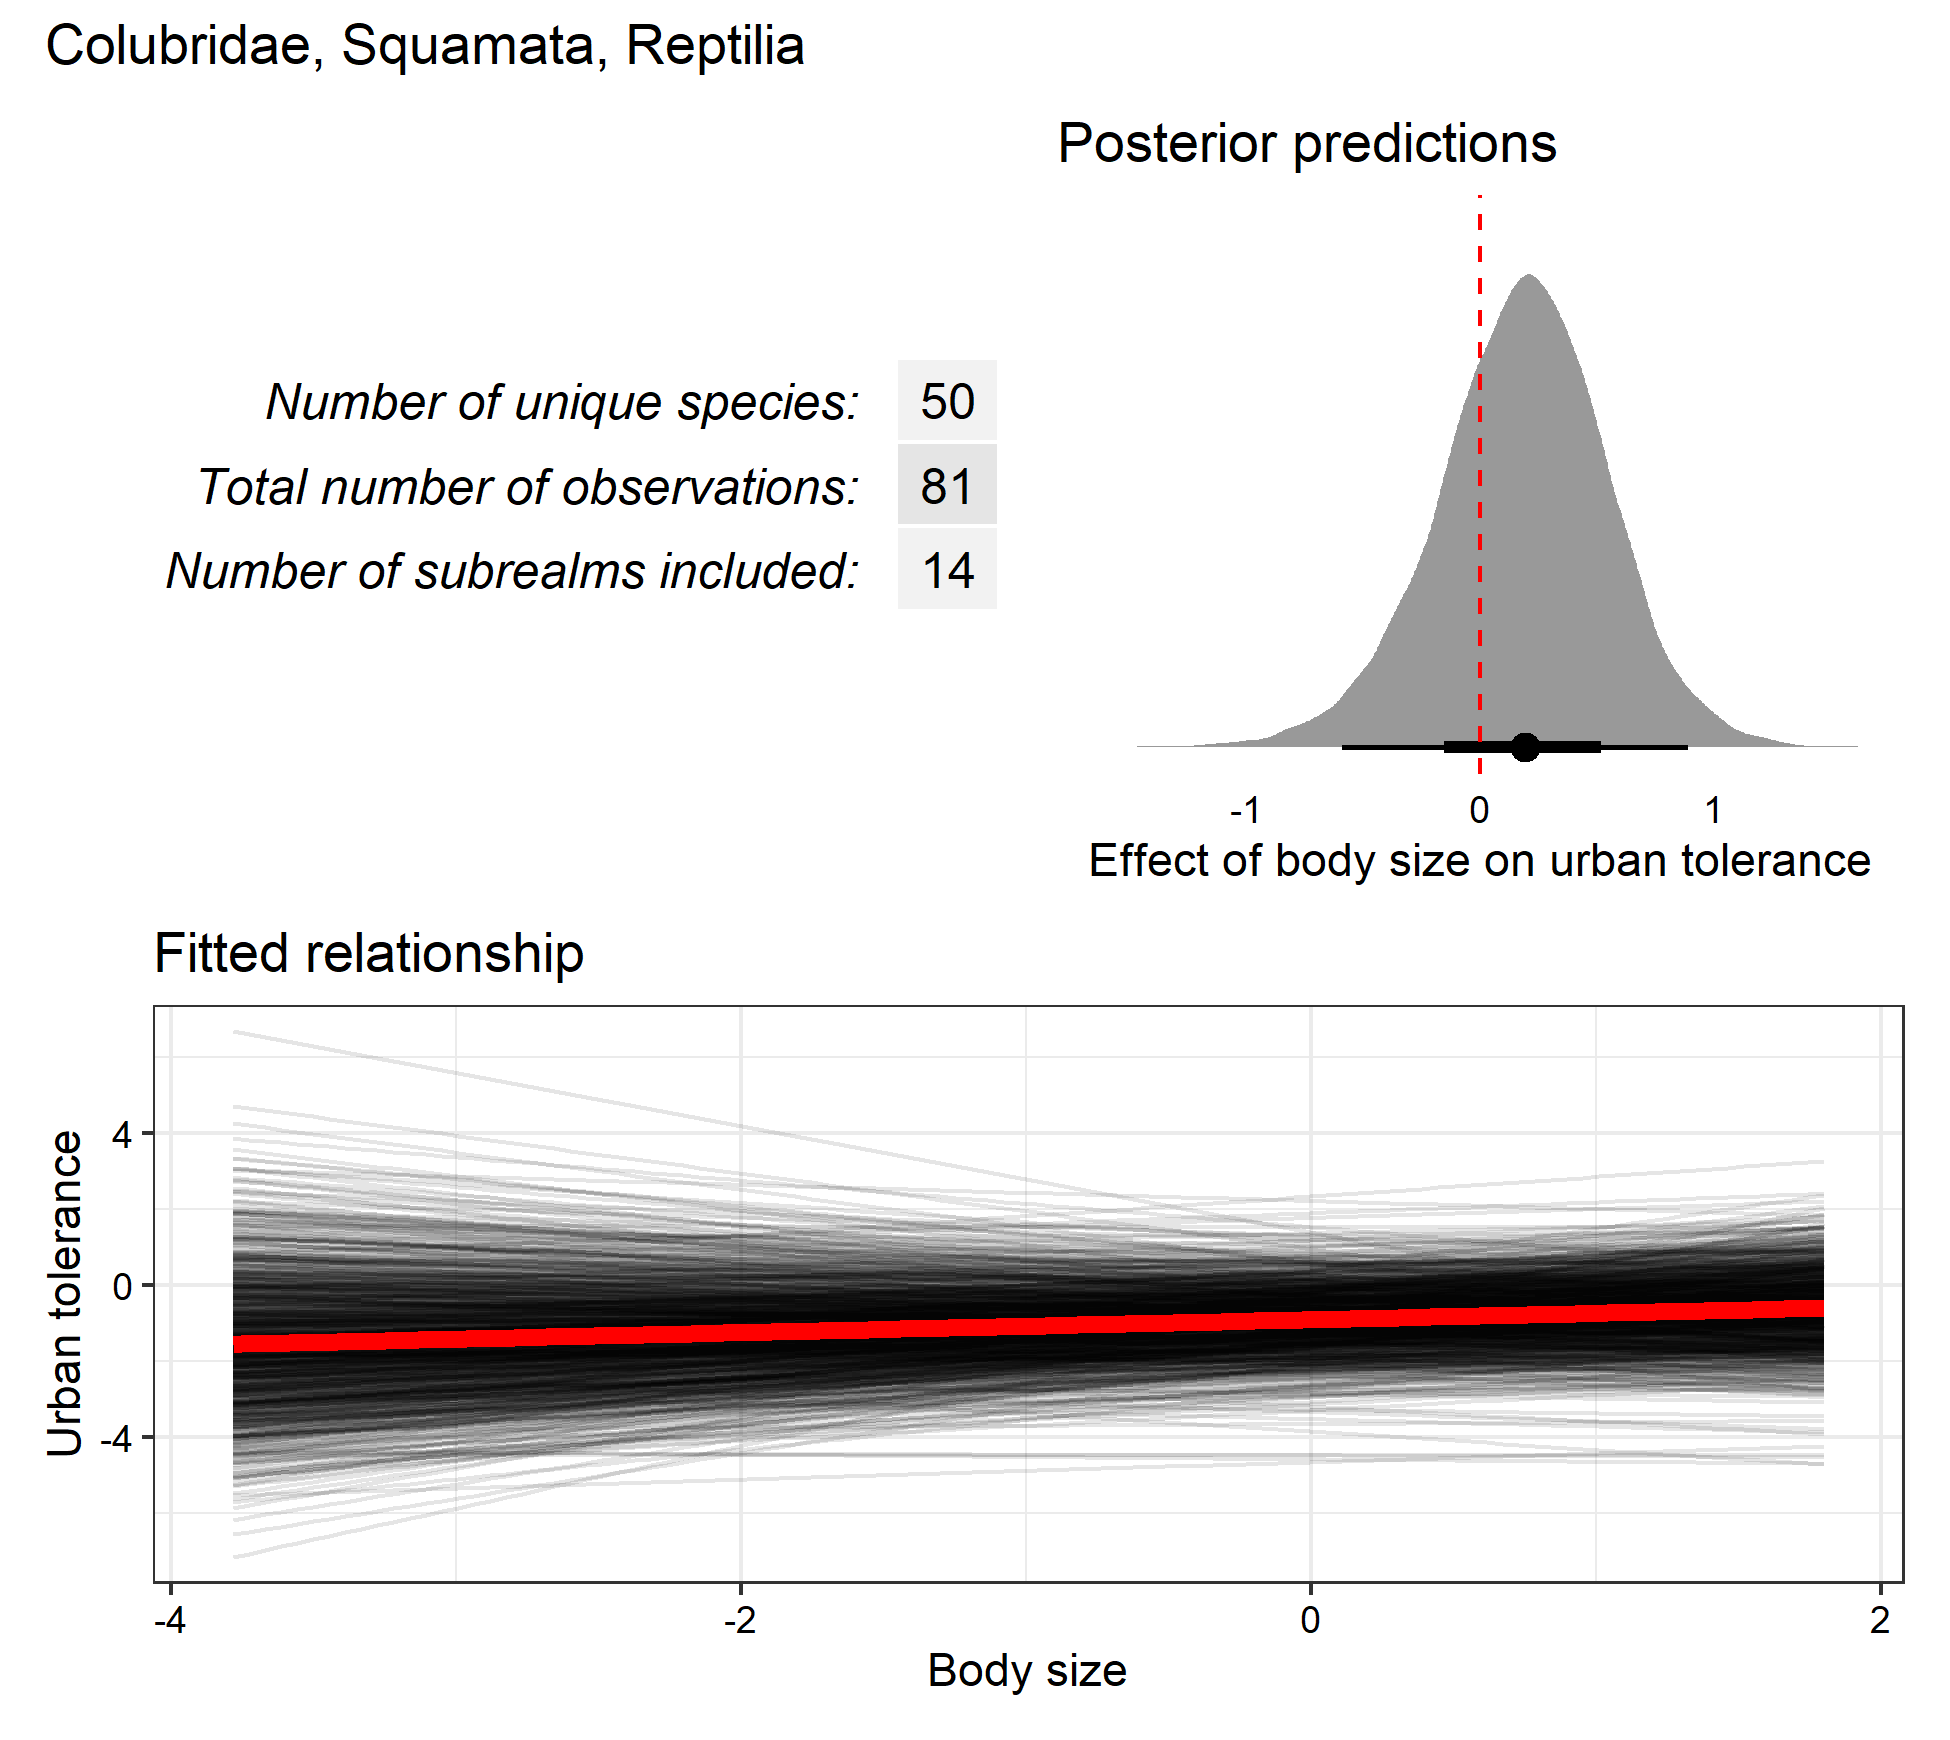 Colubridae, Squamata, Reptilia
Posterior predictions
Number of unique species: 50
Total number of observations: 81
Number of subrealms included: 14
-1 0 1
Effect of body size on urban tolerance
Fitted relationship
Urban tolerance
4
0
-4
-4 -2 0 2
Body size